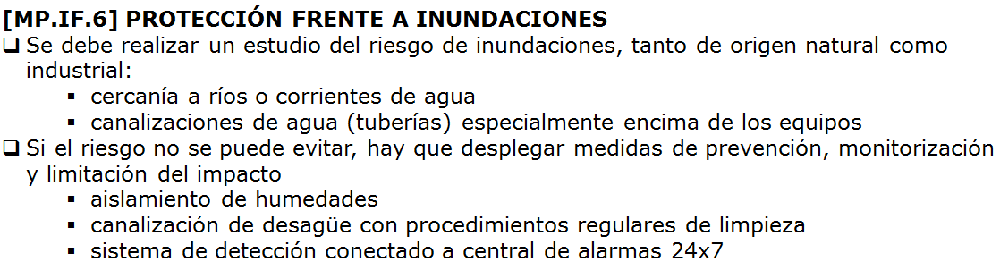 [MP.IF.6] PROTECCIÓN FRENTE A INUNDACIONES
❑ Se debe realizar un estudio del riesgo de inundaciones, tanto de origen natural como
industrial:
▪ cercanía a ríos o corrientes de agua
▪ canalizaciones de agua (tuberías) especialmente encima de los equipos
❑ Si el riesgo no se puede evitar, hay que desplegar medidas de prevención, monitorización
y limitación del impacto
▪ aislamiento de humedades
▪ canalización de desagüe con procedimientos regulares de limpieza
▪ sistema de detección conectado a central de alarmas 24x7